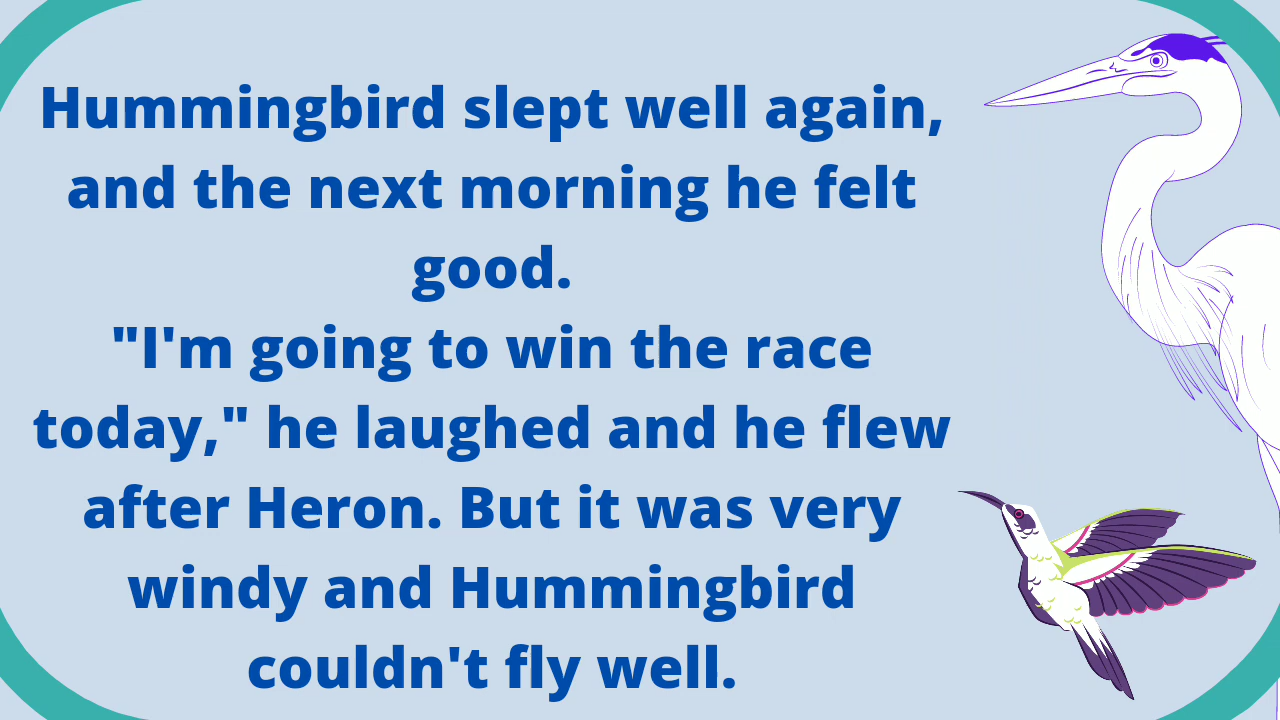 Hummingbird slept well again,
and the next morning he felt
good.
"I'm going to win the race
today," he laughed and he flew
after Heron. But it was very
windy and Hummingbird
couldn't fly well.